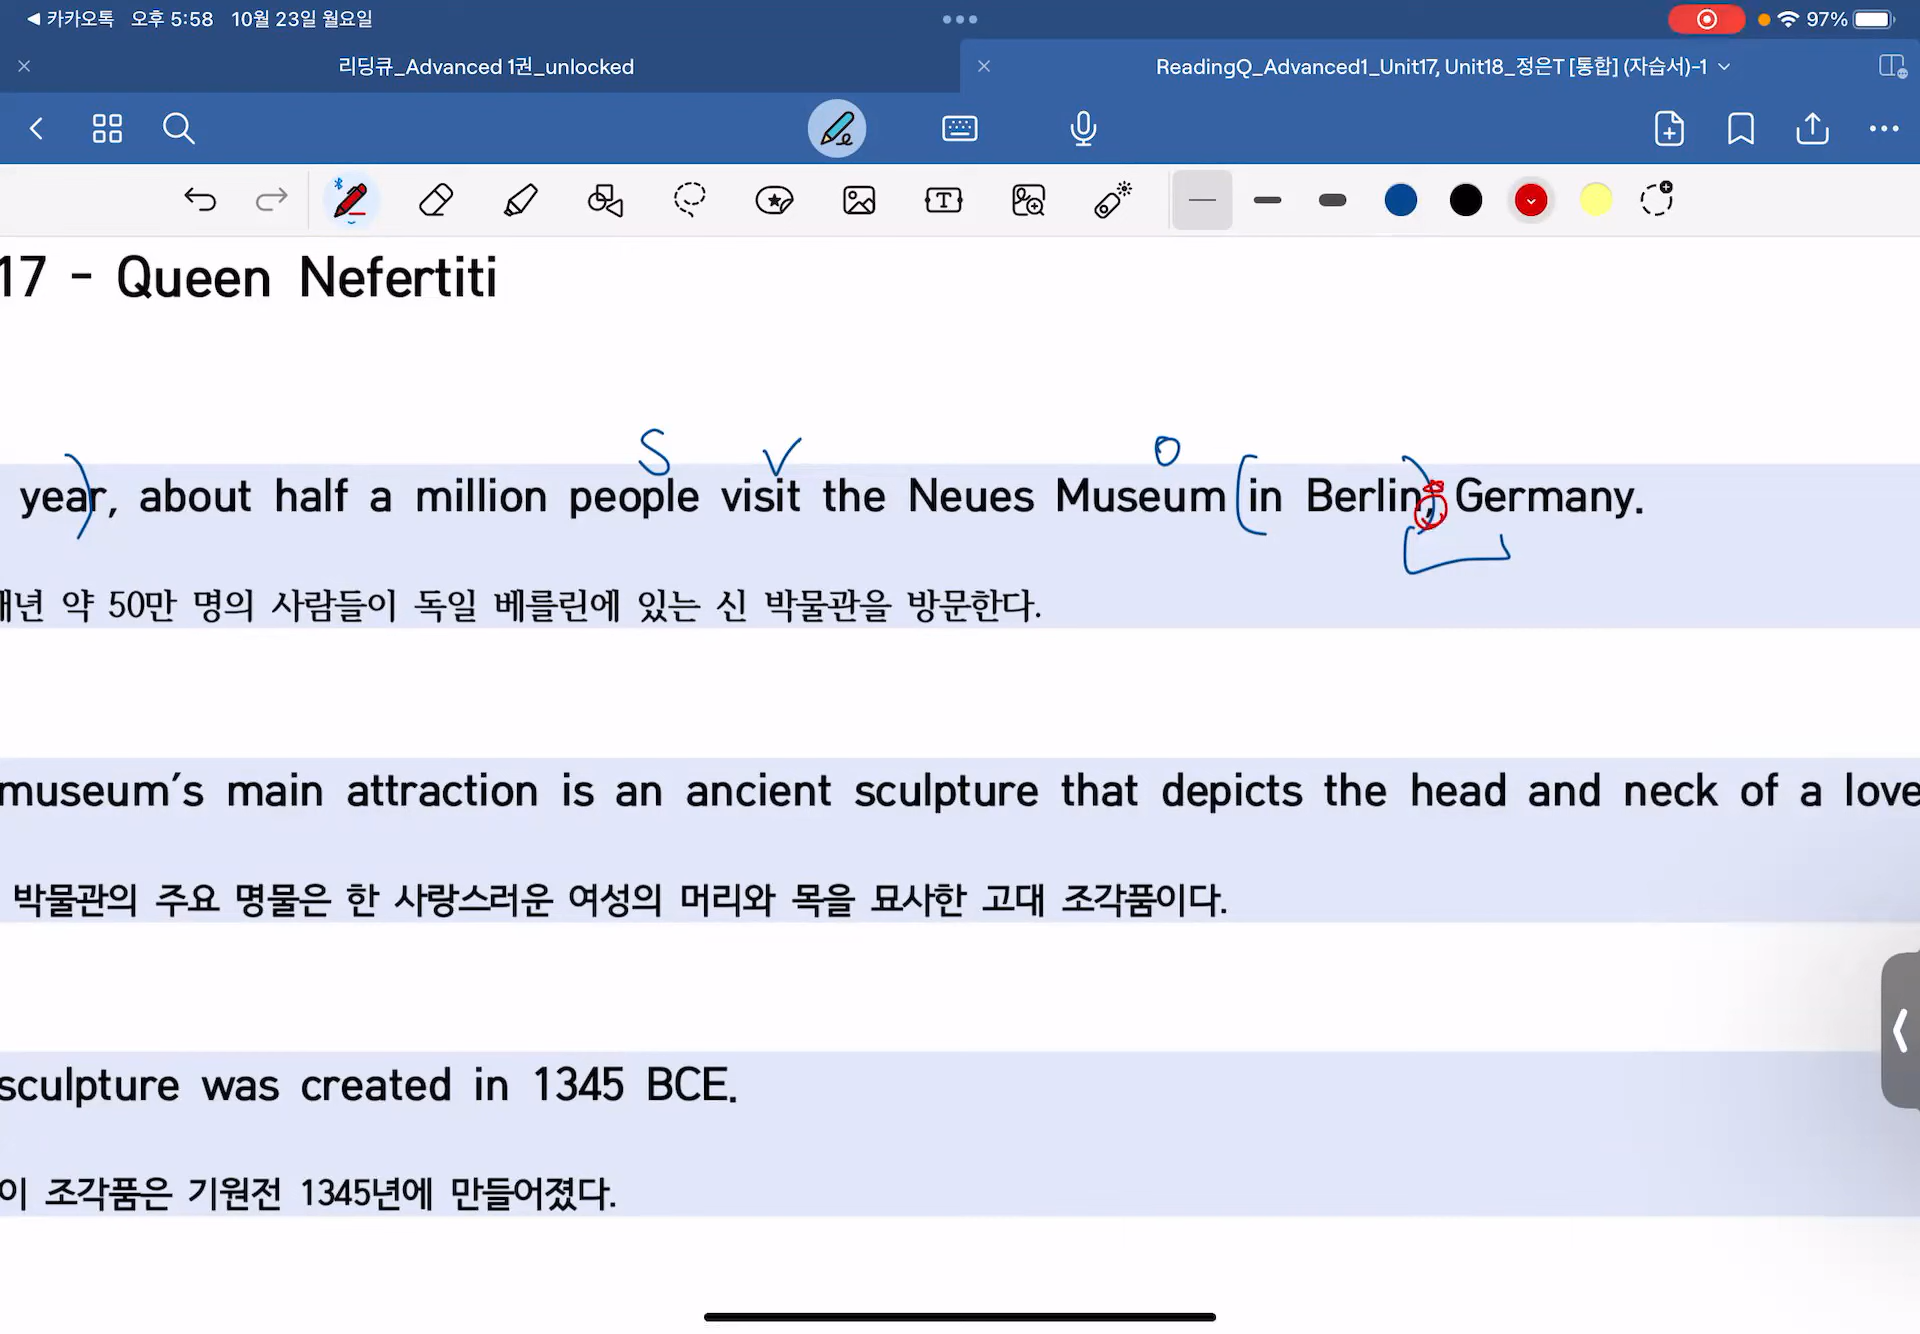 ◀ 카카오톡 오후 5:58 10월 23일 월요일
97%
리딩큐_Advanced 1권_unlocked
ReadingQ_Advanced1_Unit17, Unit18_정은T [통합] (자습서)-1
17 - Queen Nefertiti
S V O
year, about half a million people visit the Neues Museum in Berlin, Germany.
매년 약 50만 명의 사람들이 독일 베를린에 있는 신 박물관을 방문한다.
museum's main attraction is an ancient sculpture that depicts the head and neck of a love
박물관의 주요 명물은 한 사랑스러운 여성의 머리와 목을 묘사한 고대 조각품이다.
sculpture was created in 1345 BCE.
이 조각품은 기원전 1345년에 만들어졌다.